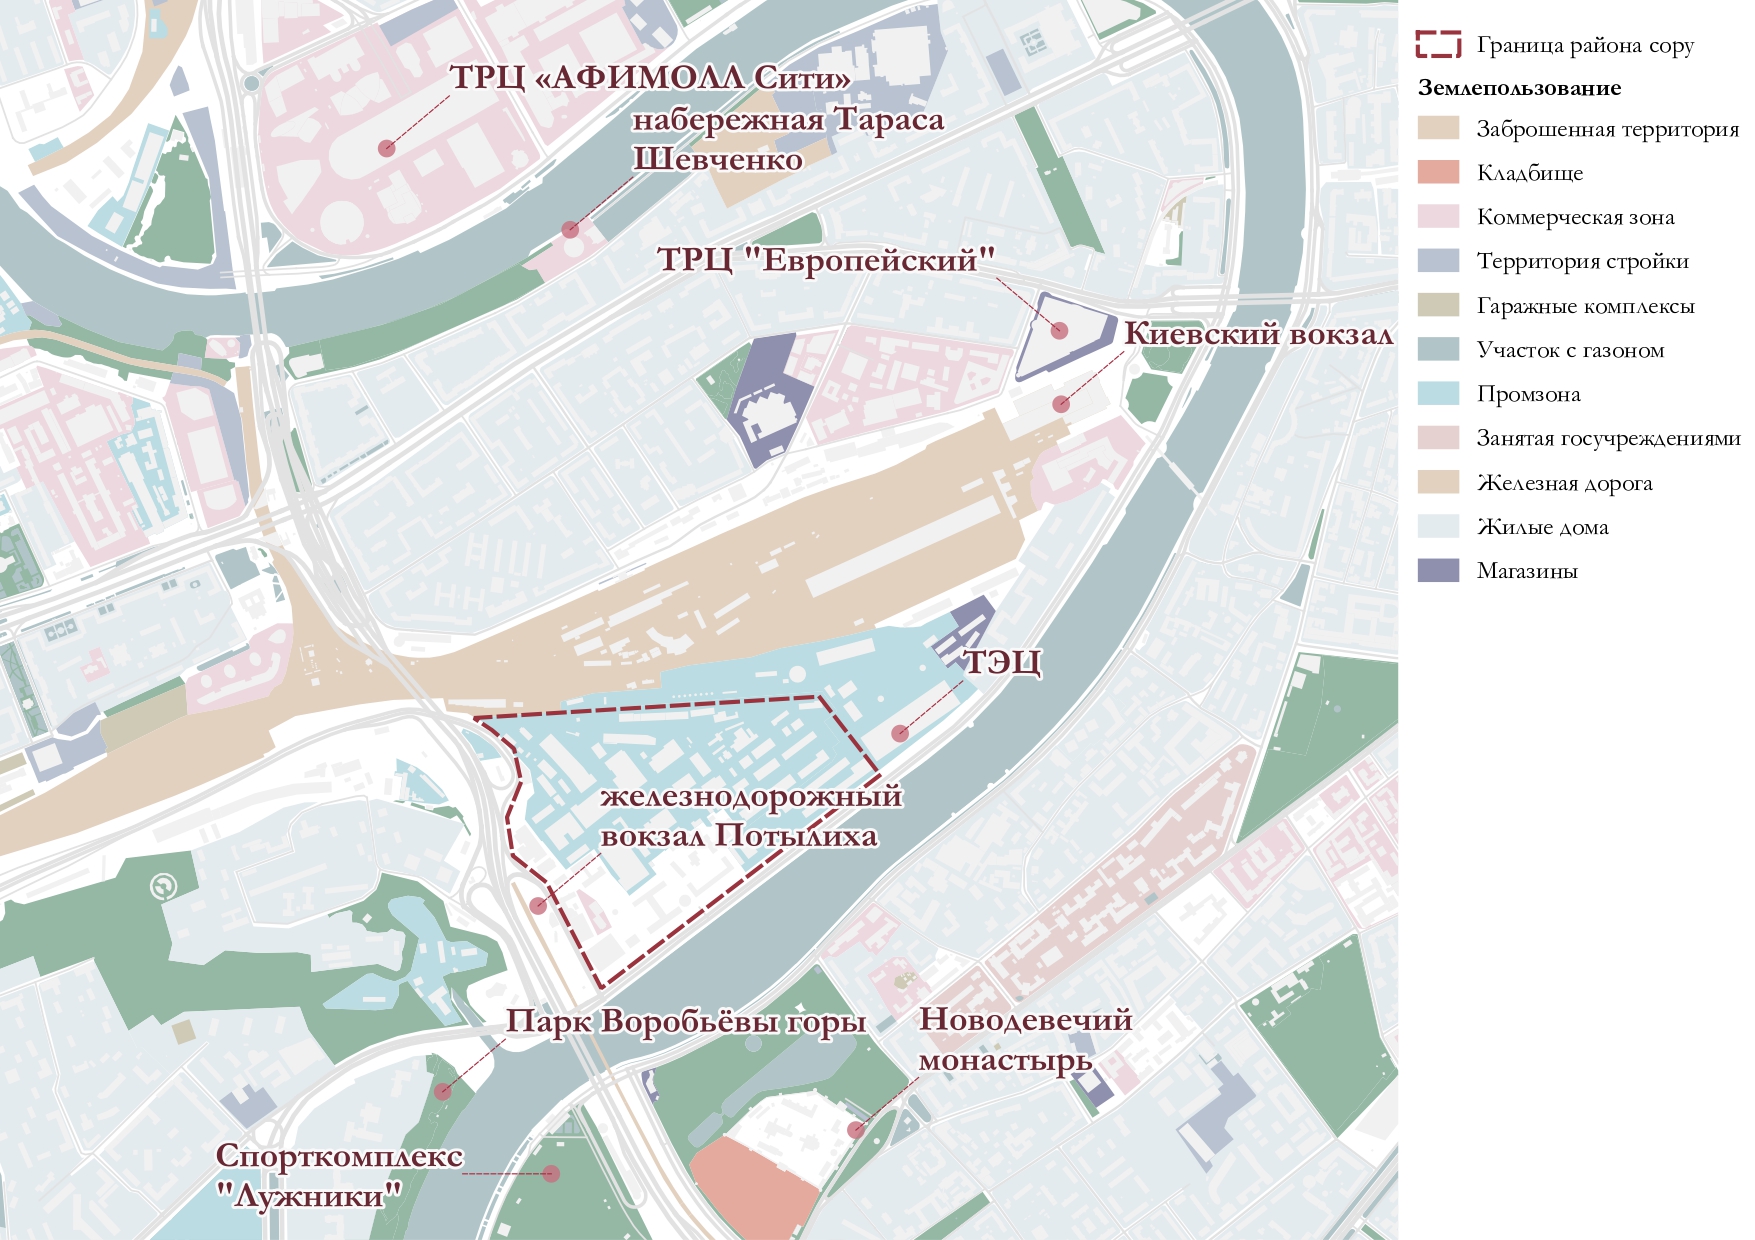 ТРЦ «АФИМОЛЛ Сити»
набережная Тараса
Шевченко
ТРЦ "Европейский"
Киевский вокзал
ТЭЦ
железнодорожный
вокзал Потылиха
Парк Воробьёвы горы
Новодевечий
монастырь
Спорткомплекс
"Лужники"
Граница района сору
Землепользование
Заброшенная территория
Кладбище
Коммерческая зона
Территория стройки
Гаражные комплексы
Участок с газоном
Промзона
Занятая госучреждениями
Железная дорога
Жилые дома
Магазины